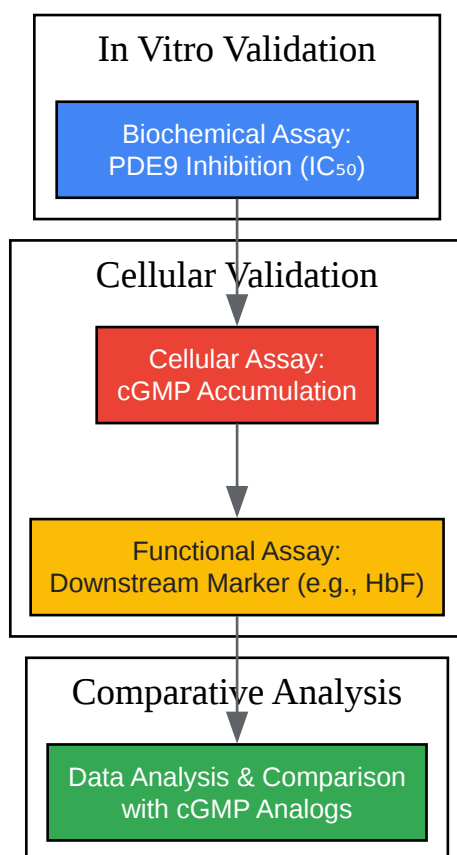 In Vitro Validation
Biochemical Assay:
PDE9 Inhibition (IC₅₀)
Cellular Validation
Cellular Assay:
cGMP Accumulation
Functional Assay:
Downstream Marker (e.g., HbF)
Comparative Analysis
Data Analysis & Comparison
with cGMP Analogs